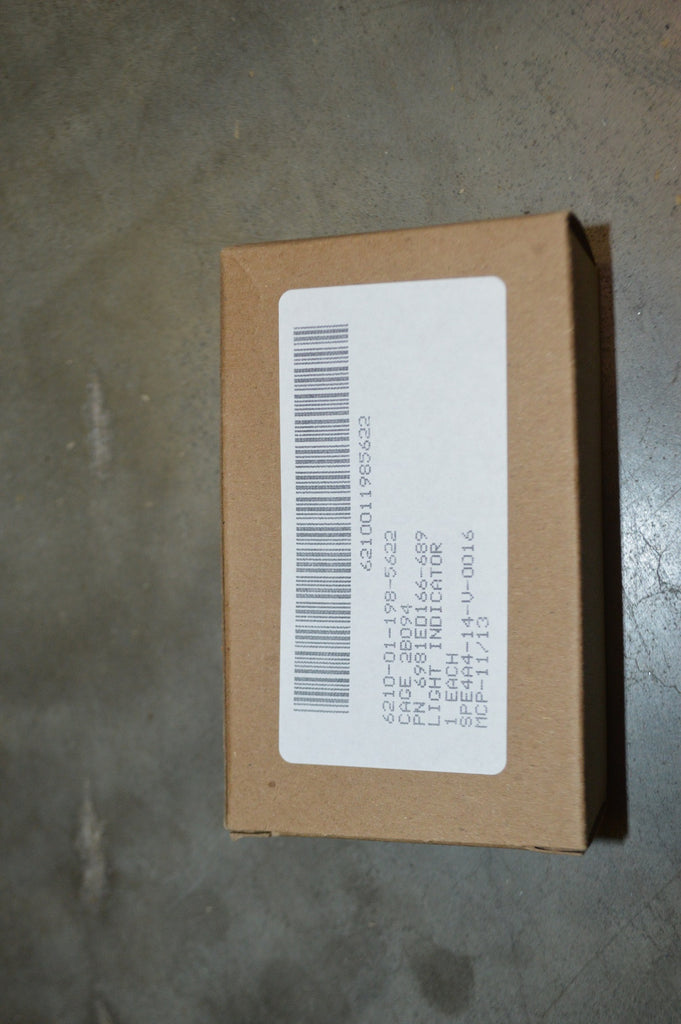 6210011985622
6210-01-198-5622
CAGE 2B094
PN 6981ED166-689
LIGHT INDICATOR
1 EACH
SPE4A4-14-V-0016
MCP-11/13